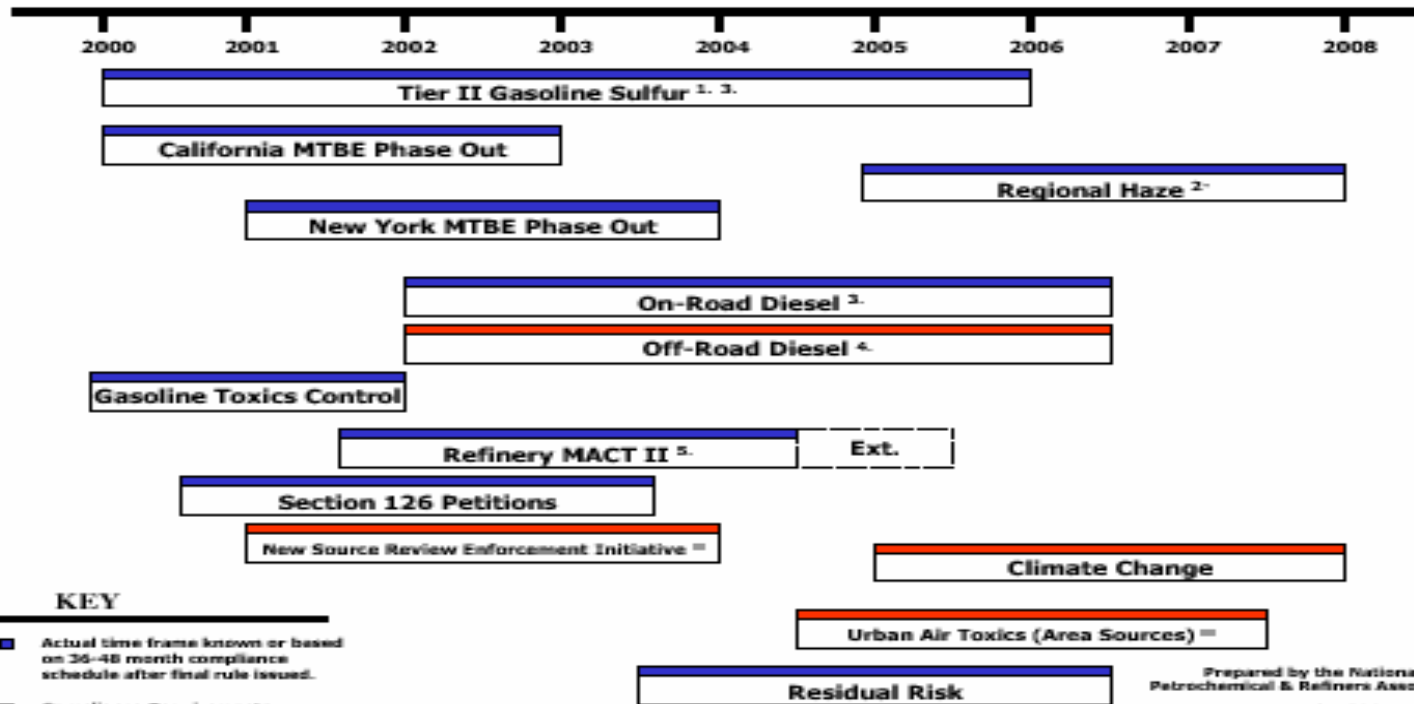 2000 2001 2002 2003 2004 2005 2006 2007 2008
Tier II Gasoline Sulfur 1. 3.
California MTBE Phase Out
Regional Haze 2.
New York MTBE Phase Out
On-Road Diesel 3.
Off-Road Diesel 4.
Gasoline Toxics Control
Refinery MACT II 5.
Ext.
Section 126 Petitions
New Source Review Enforcement Initiative
Climate Change
KEY
Urban Air Toxics (Area Sources)
Actual time frame known or based
on 36-48 month compliance
schedule after final rule issued.
Residual Risk
Prepared by the Nationa
Petrochemical & Refiners Asso